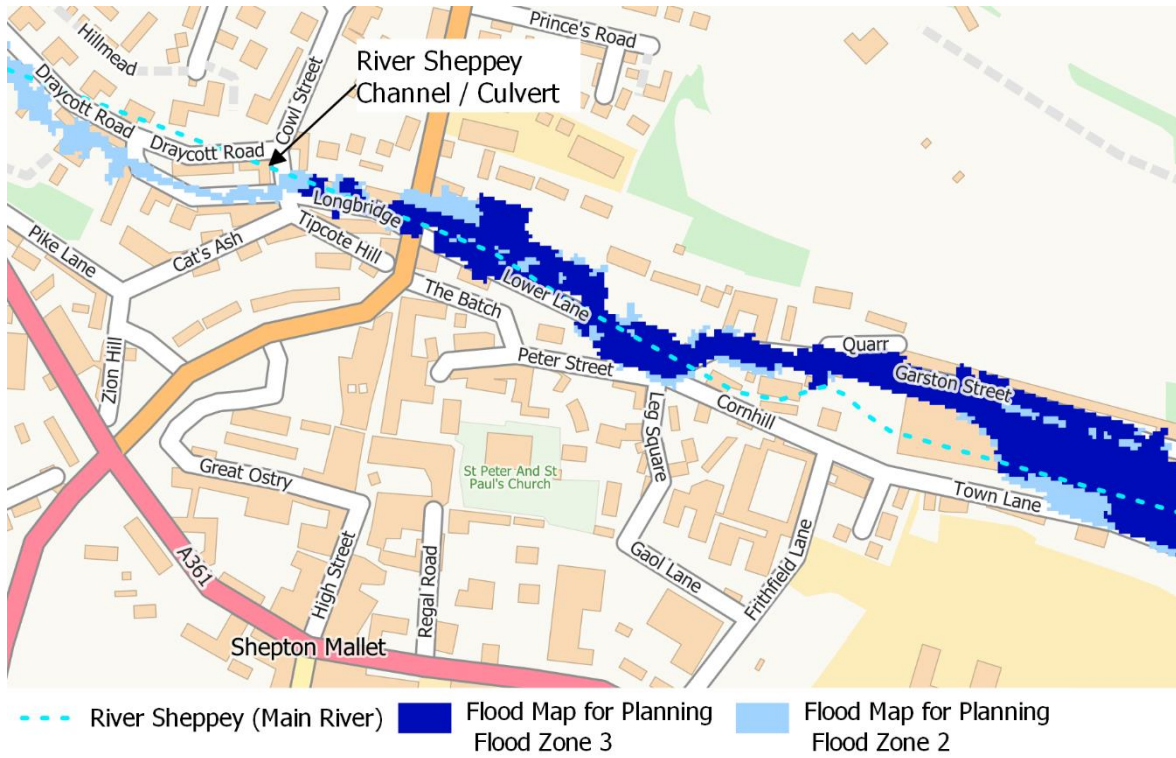 Prince's Road
Hillmead
River Sheppey
Channel / Culvert
Cowl Street
Draycott Road
Draycott Road
Longbridge
Tipcote Hill
Cat's Ash
Pike Lane
Lower Lane
The Batch
Quarr
Garston Street
Peter Street
Zion Hill
Leg Square
Cornhill
Great Ostry
St Peter And St
Paul's Church
Town Lane
Gaol Lane
Frithfield Lane
A361
High Street
Regal Road
Shepton Mallet
River Sheppey (Main River)
Flood Map for Planning
Flood Zone 3
Flood Map for Planning
Flood Zone 2